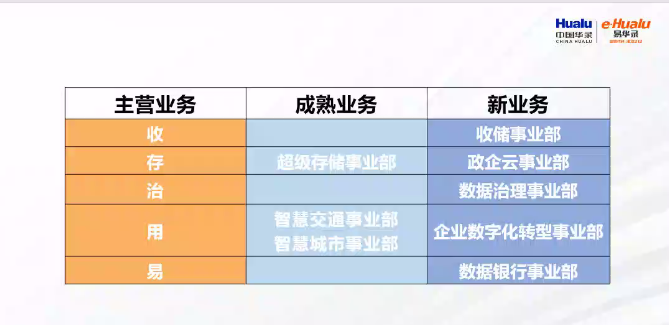 Hualu
中国华录
CHINA HUALU
e·Hualu
易华录
主营业务 成熟业务 新业务
收 收储事业部
存 超级存储事业部 政企云事业部
治 数据治理事业部
用 智慧交通事业部 企业数字化转型事业部
智慧城市事业部
易 数据银行事业部